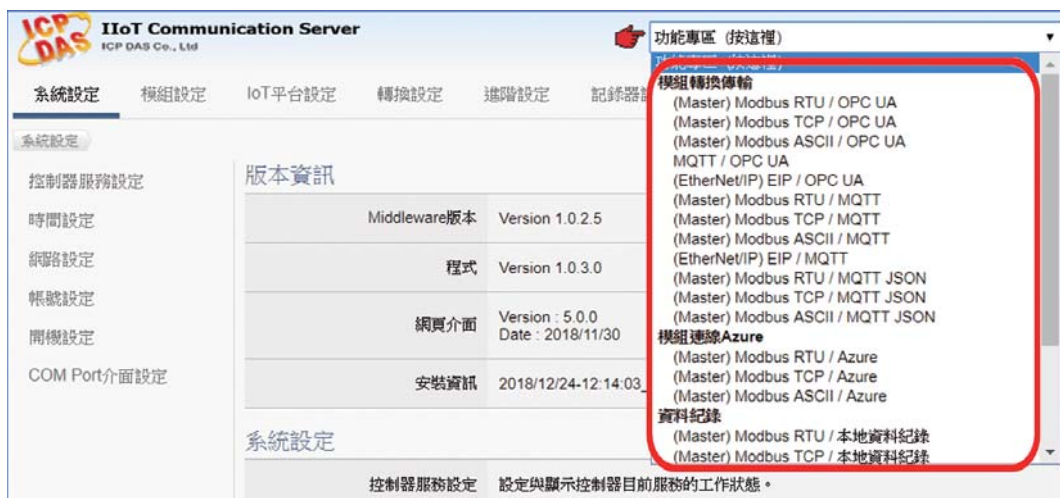 ICP DAS
IIoT Communication Server
ICP DAS Co., Ltd
功能專區 (按這裡)
功能專區 (按這裡)
系統設定
模組設定
IoT平台設定
轉換設定
進階設定
記錄器
系統設定
控制器服務設定
時間設定
網路設定
帳號設定
開機設定
COM Port介面設定
版本資訊
Middleware版本 Version 1.0.2.5
程式 Version 1.0.3.0
網頁介面 Version : 5.0.0
Date : 2018/11/30
安裝資訊 2018/12/24-12:14:03_
系統設定
控制器服務設定 設定與顯示控制器目前服務的工作狀態。
模組轉換傳輸
(Master) Modbus RTU / OPC UA
(Master) Modbus TCP / OPC UA
(Master) Modbus ASCII / OPC UA
MQTT / OPC UA
(EtherNet/IP) EIP / OPC UA
(Master) Modbus RTU / MQTT
(Master) Modbus TCP / MQTT
(Master) Modbus ASCII / MQTT
(EtherNet/IP) EIP / MQTT
(Master) Modbus RTU / MQTT JSON
(Master) Modbus TCP / MQTT JSON
(Master) Modbus ASCII / MQTT JSON
模組連線Azure
(Master) Modbus RTU / Azure
(Master) Modbus TCP / Azure
(Master) Modbus ASCII / Azure
資料紀錄
(Master) Modbus RTU / 本地資料紀錄
(Master) Modbus TCP / 本地資料紀錄